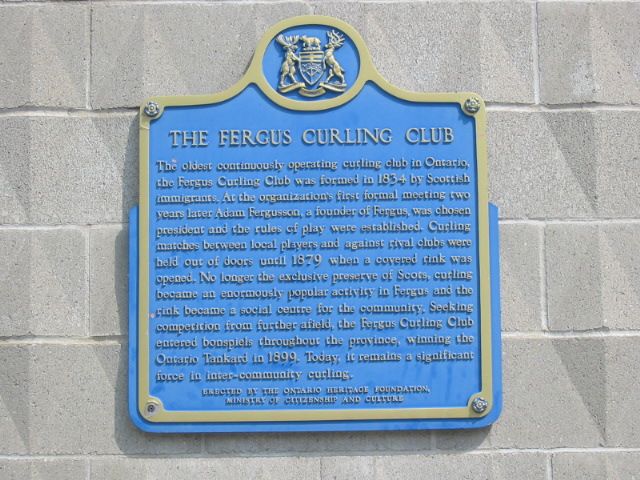 THE FERGUS CURLING CLUB
The oldest continuously operating curling club in Ontario,
the Fergus Curling Club was formed in 1834 by Scottish
immigrants. At the organization's first formal meeting two
years later Adam Fergusson, a founder of Fergus, was chosen
president and the rules of play were established. Curling
matches between local players and against rival clubs were
held out of doors until 1879 when a covered rink was
opened. No longer the exclusive preserve of Scots, curling
became an enormously popular activity in Fergus and the
rink became a social centre for the community. Seeking
competition from further afield, the Fergus Curling Club
entered bonspiels throughout the province, winning the
Ontario Tankard in 1899. Today, it remains a significant
force in inter-community curling.
ERECTED BY THE ONTARIO HERITAGE FOUNDATION,
MINISTRY OF CITIZENSHIP AND CULTURE